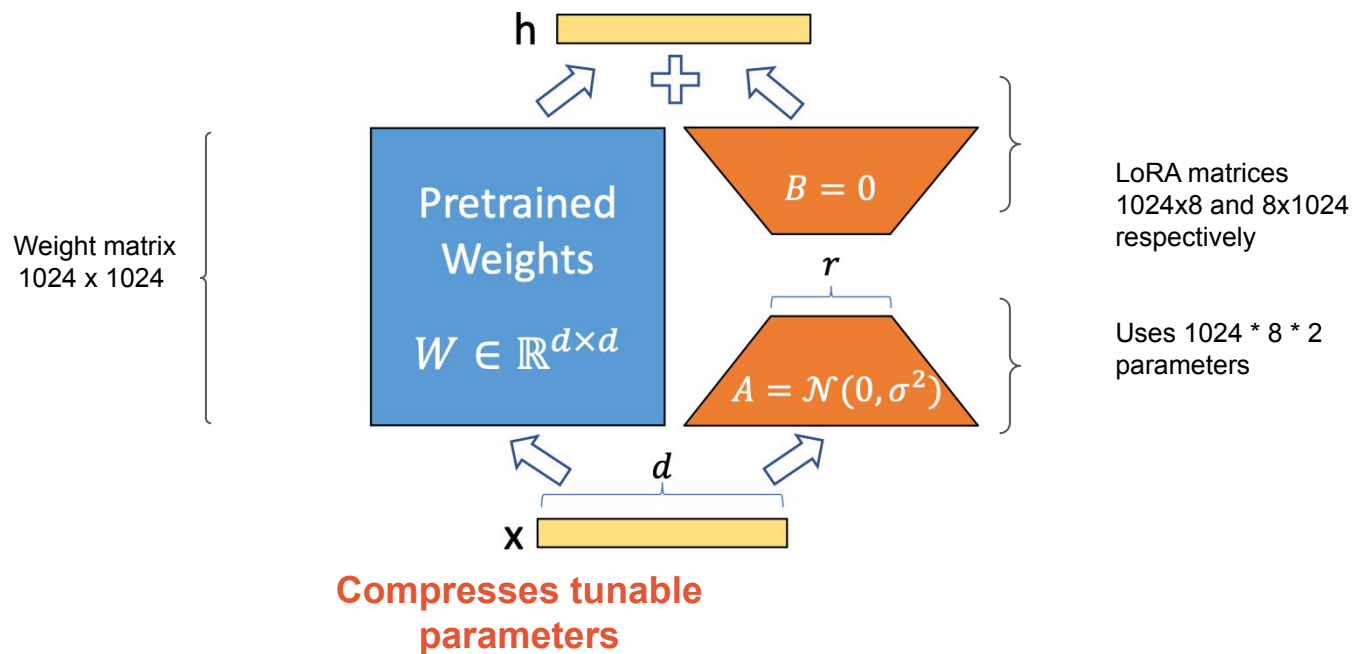 h
Weight matrix
1024 x 1024
Pretrained
Weights
W ∈ ℝ^{d×d}
B = 0
r
A = 𝒩(0, σ²)
LoRA matrices
1024x8 and 8x1024
respectively
Uses 1024 * 8 * 2
parameters
d
x
Compresses tunable
parameters